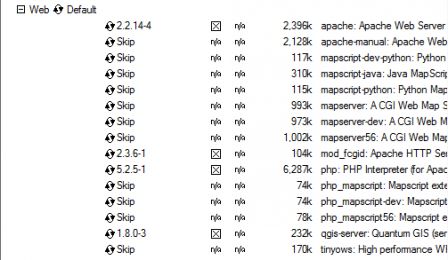 Web Default
2.2.14-4 n/a 2,396k apache: Apache Web Server
Skip n/a n/a 2,128k apache-manual: Apache Web
Skip n/a n/a 117k mapscript-dev-python: Python
Skip n/a n/a 310k mapscript-java: Java MapScrip
Skip n/a n/a 115k mapscript-python: Python Map
Skip n/a n/a 993k mapserver: A CGI Web Map S
Skip n/a n/a 973k mapserver-dev: A CGI Web M
Skip n/a n/a 1,002k mapserver56: A CGI Web Map
2.3.6-1 n/a 104k mod_fcgid: Apache HTTP Ser
5.2.5-1 n/a 6,287k php: PHP Interpreter (for Apac
Skip n/a n/a 74k php_mapscript: Mapscript exte
Skip n/a n/a 74k php_mapscript-dev: Mapscript
Skip n/a n/a 78k php_mapscript56: Mapscript e
1.8.0-3 n/a 232k qgis-server: Quantum GIS (ser
Skip n/a n/a 170k tinyows: High performance WF